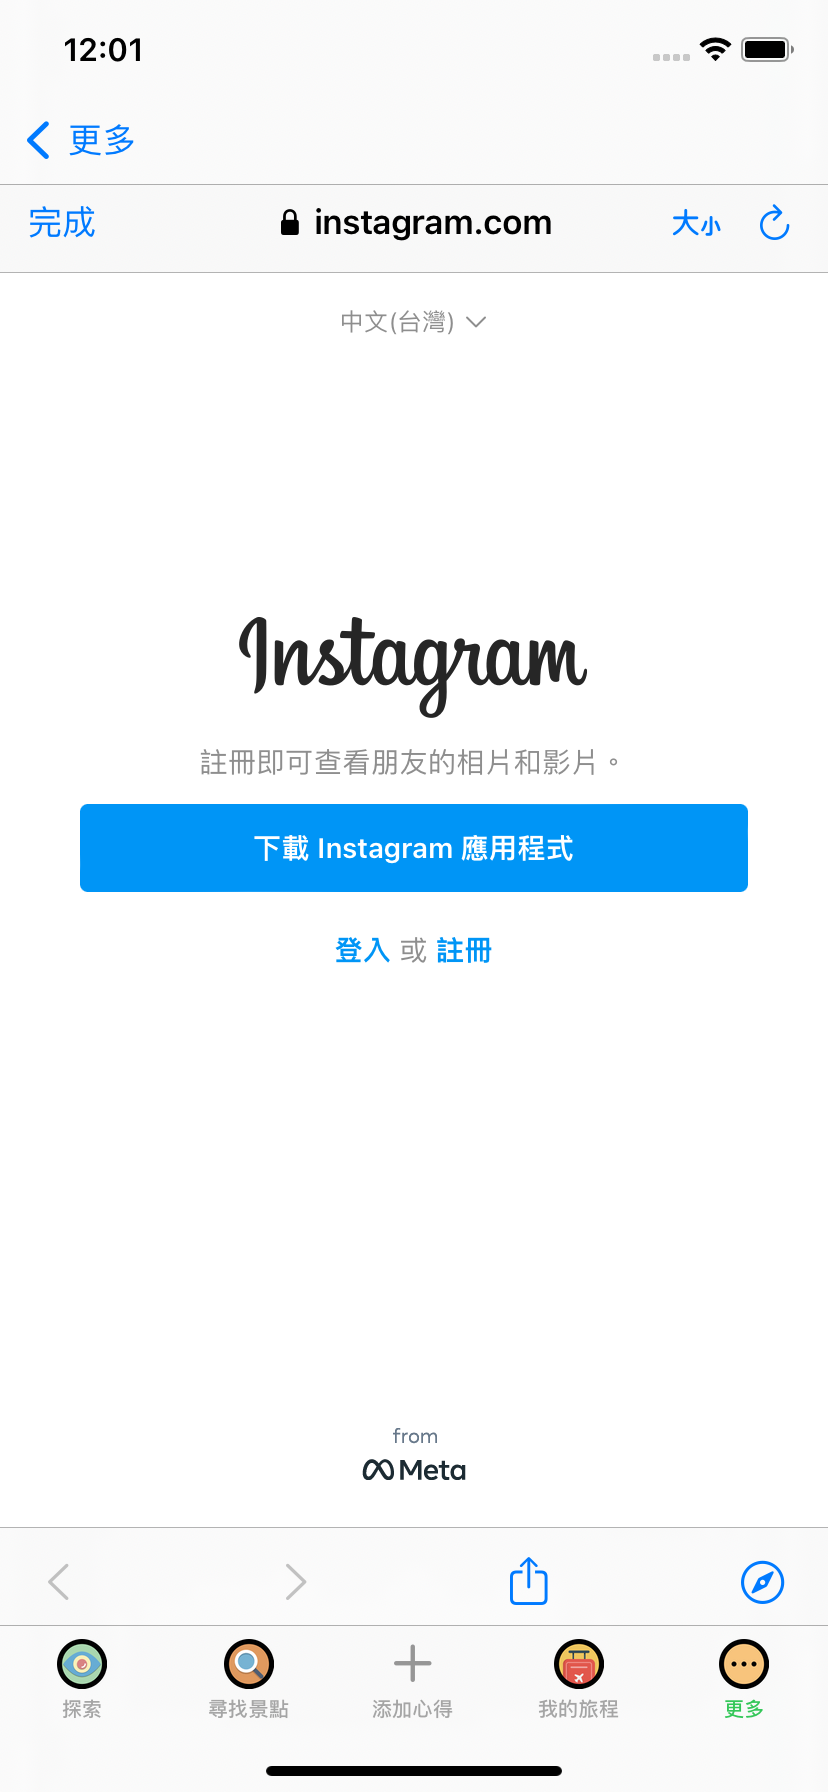 12:01
更多
完成
instagram.com
大小
中文(台灣)
Instagram
註冊即可查看朋友的相片和影片。
下載 Instagram 應用程式
登入 或 註冊
from
Meta
探索
尋找景點
添加心得
我的旅程
更多